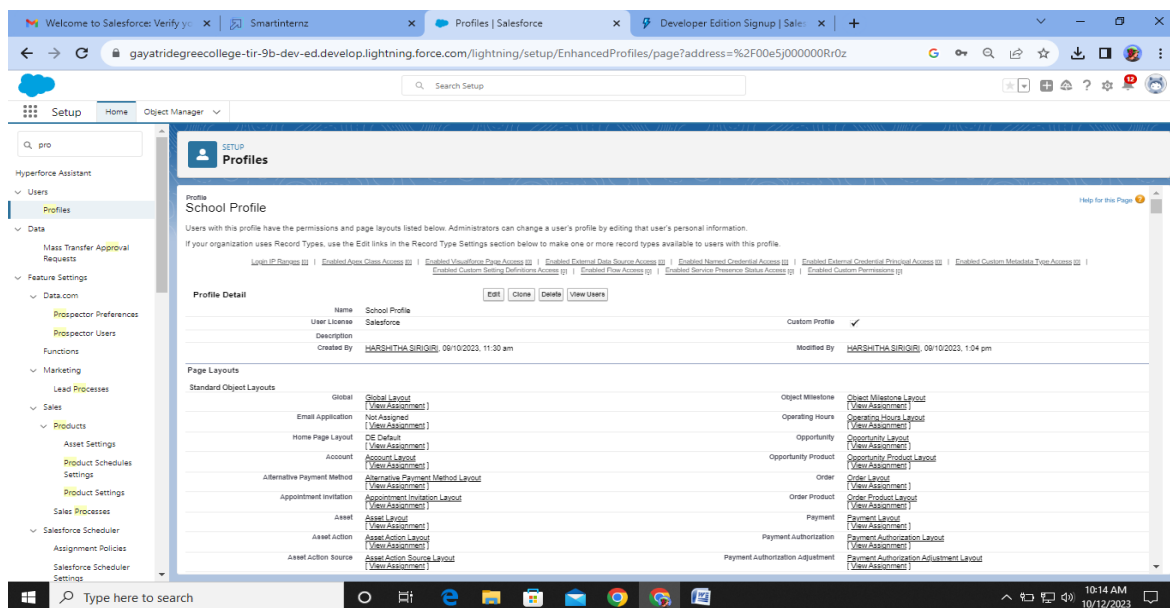 Welcome to Salesforce: Verify yo
Smartinternz
Profiles | Salesforce
Developer Edition Signup | Sales
gayatridegreecollege-tir-9b-dev-ed.develop.lightning.force.com/lightning/setup/EnhancedProfiles/page?address=%2F00e5j000000Rr0z
Search Setup
12
Setup Home Object Manager
pro
Hyperforce Assistant
Users
Profiles
Data
Mass Transfer Approval
Requests
Feature Settings
Data.com
Prospector Preferences
Prospector Users
Functions
Marketing
Lead Processes
Sales
Products
Asset Settings
Product Schedules
Settings
Product Settings
Sales Processes
Salesforce Scheduler
Assignment Policies
Salesforce Scheduler
Settings
SETUP
Profiles
Profile
School Profile
Help for this Page
Users with this profile have the permissions and page layouts listed below. Administrators can change a user's profile by editing that user's personal information.
If your organization uses Record Types, use the Edit links in the Record Type Settings section below to make one or more record types available to users with this profile.
Login IP Ranges [0] | Enabled Apex Class Access [0] | Enabled Visualforce Page Access [0] | Enabled External Data Source Access [0] | Enabled Named Credential Access [0] | Enabled External Credential Principal Access [0] | Enabled Custom Metadata Type Access [0] |
Enabled Custom Setting Definitions Access [0] | Enabled Flow Access [0] | Enabled Service Presence Status Access [0] | Enabled Custom Permissions [0]
Profile Detail Edit Clone Delete View Users
Name School Profile
User License Salesforce Custom Profile ✓
Description
Created By HARSHITHA SIRIGIRI, 09/10/2023, 11:30 am Modified By HARSHITHA SIRIGIRI, 09/10/2023, 1:04 pm
Page Layouts
Standard Object Layouts
Global Global Layout Object Milestone Object Milestone Layout
[ View Assignment ] [ View Assignment ]
Email Application Not Assigned Operating Hours Operating Hours Layout
[ View Assignment ] [ View Assignment ]
Home Page Layout DE Default Opportunity Opportunity Layout
[ View Assignment ] [ View Assignment ]
Account Account Layout Opportunity Product Opportunity Product Layout
[ View Assignment ] [ View Assignment ]
Alternative Payment Method Alternative Payment Method Layout Order Order Layout
[ View Assignment ] [ View Assignment ]
Appointment Invitation Appointment Invitation Layout Order Product Order Product Layout
[ View Assignment ] [ View Assignment ]
Asset Asset Layout Payment Payment Layout
[ View Assignment ] [ View Assignment ]
Asset Action Asset Action Layout Payment Authorization Payment Authorization Layout
[ View Assignment ] [ View Assignment ]
Asset Action Source Asset Action Source Layout Payment Authorization Adjustment Payment Authorization Adjustment Layout
[ View Assignment ] [ View Assignment ]
Type here to search
10:14 AM
10/12/2023